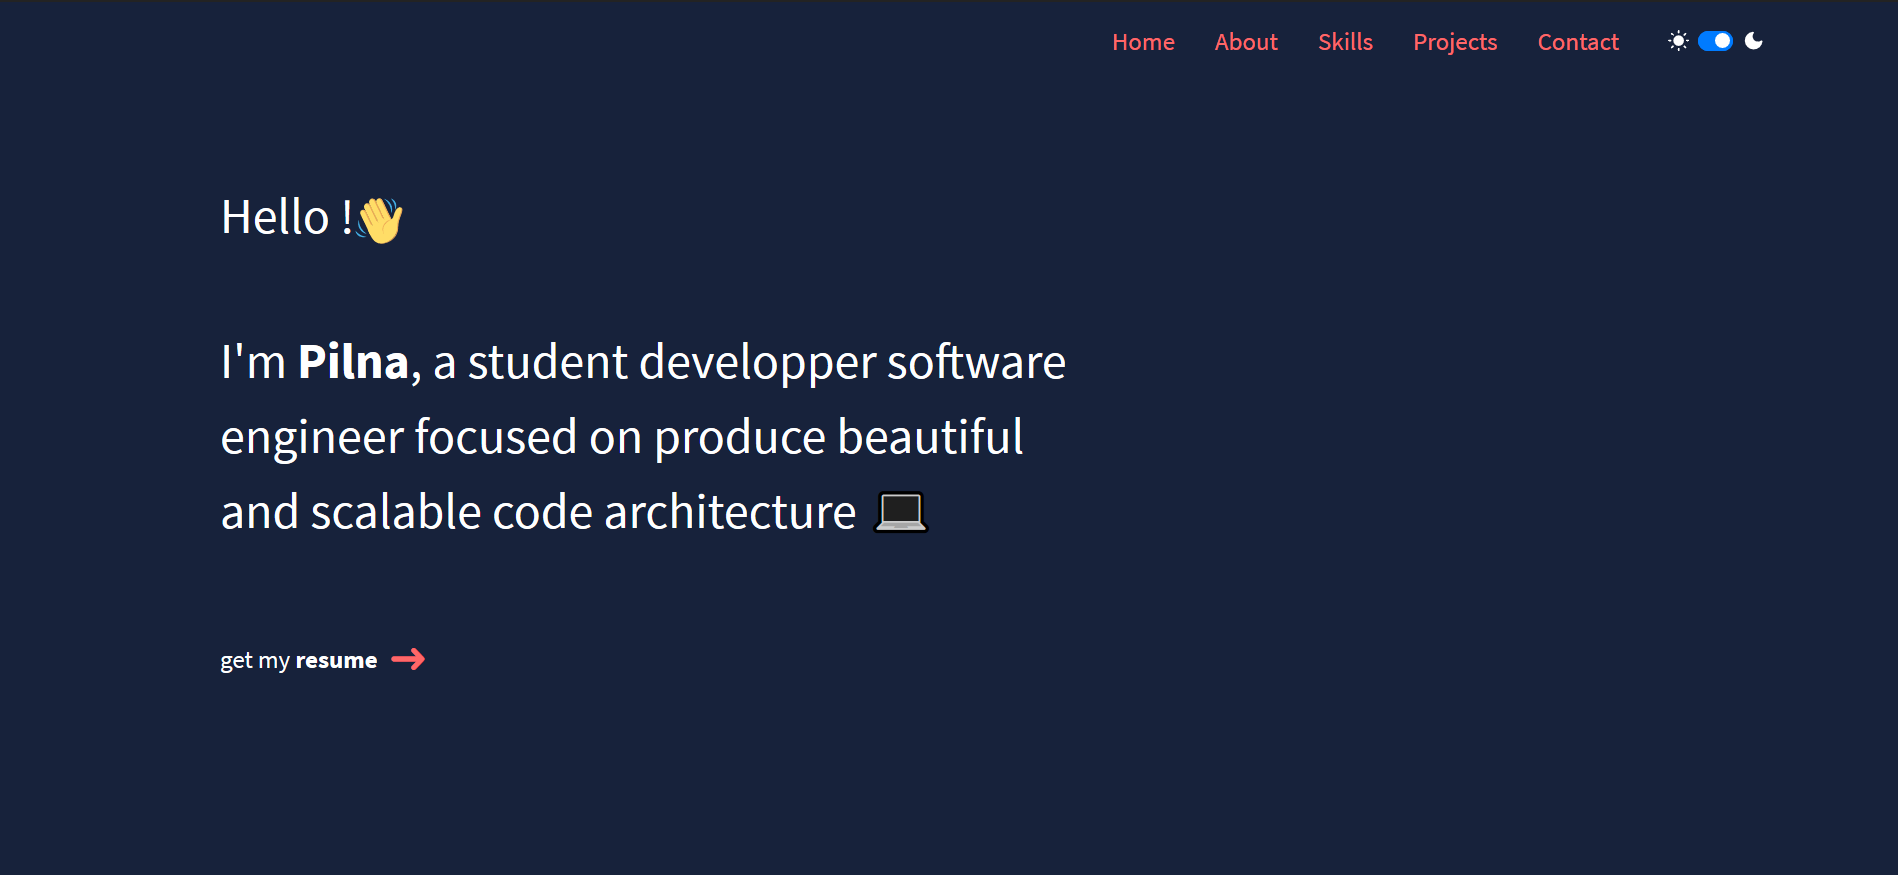 Home About Skills Projects Contact
Hello !👋
I'm Pilna, a student developper software
engineer focused on produce beautiful
and scalable code architecture 💻
get my resume